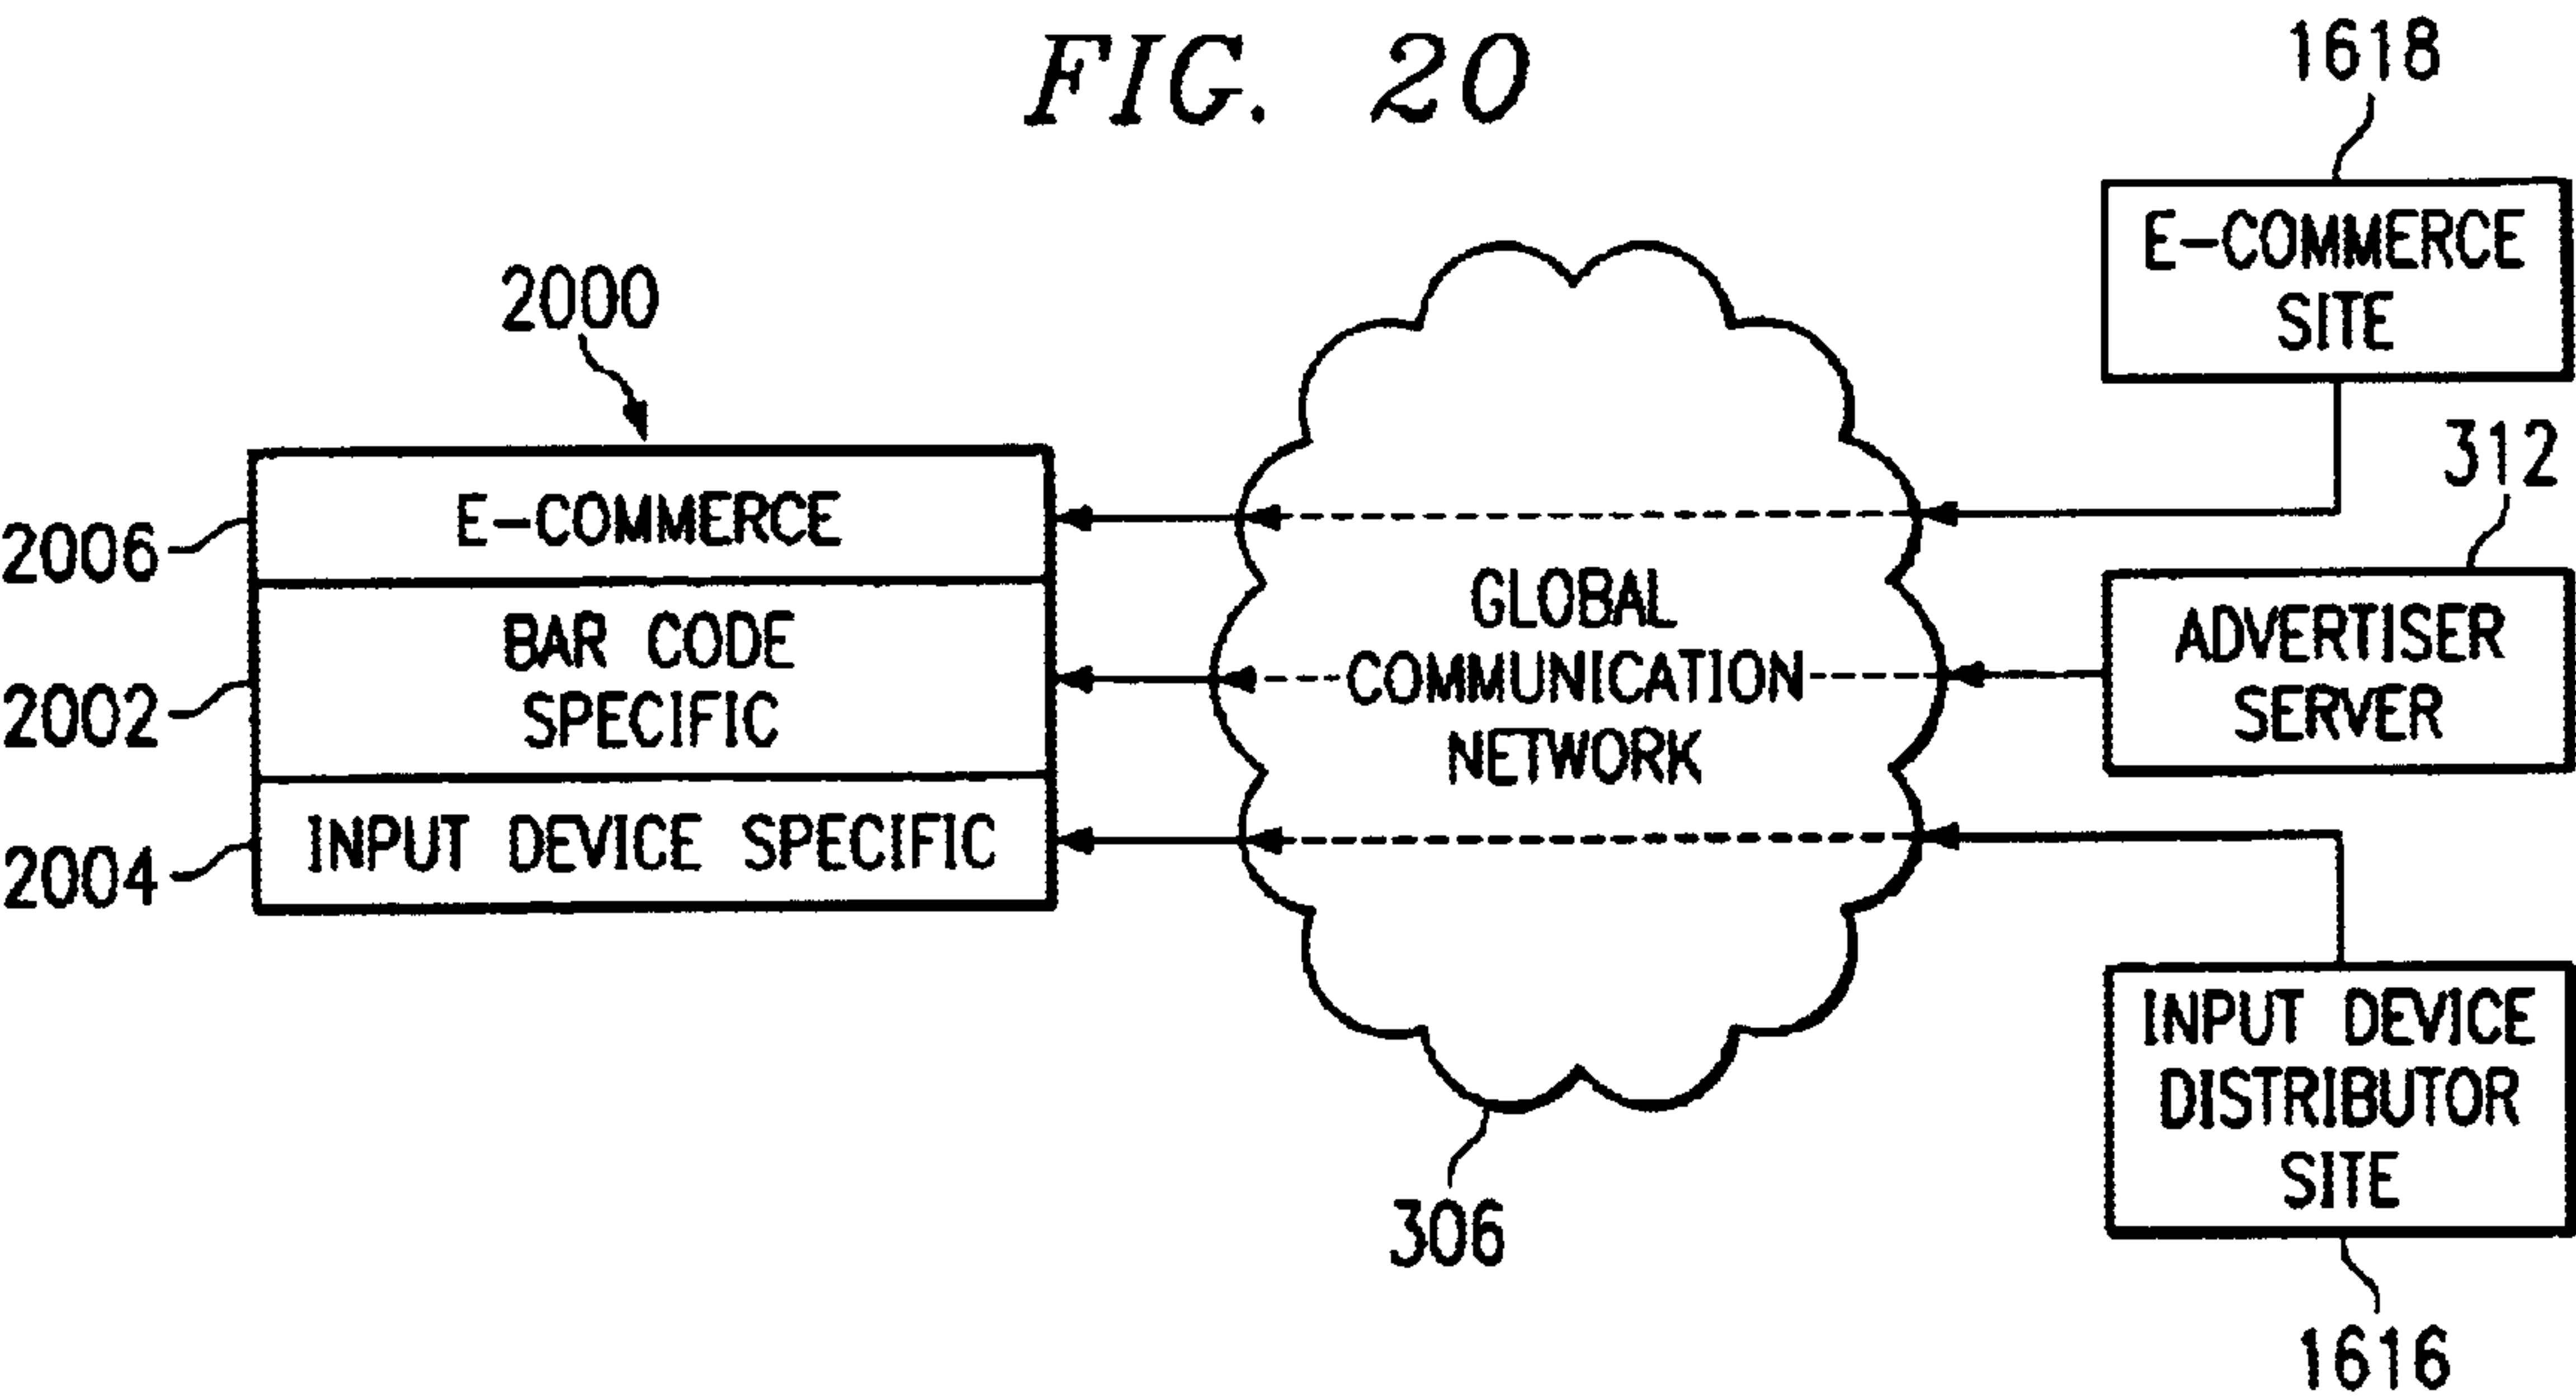 FIG. 20
1618
E-COMMERCE
SITE
2000
312
2006
E-COMMERCE
2002
BAR CODE
SPECIFIC
2004
INPUT DEVICE SPECIFIC
GLOBAL
COMMUNICATION
NETWORK
306
ADVERTISER
SERVER
INPUT DEVICE
DISTRIBUTOR
SITE
1616